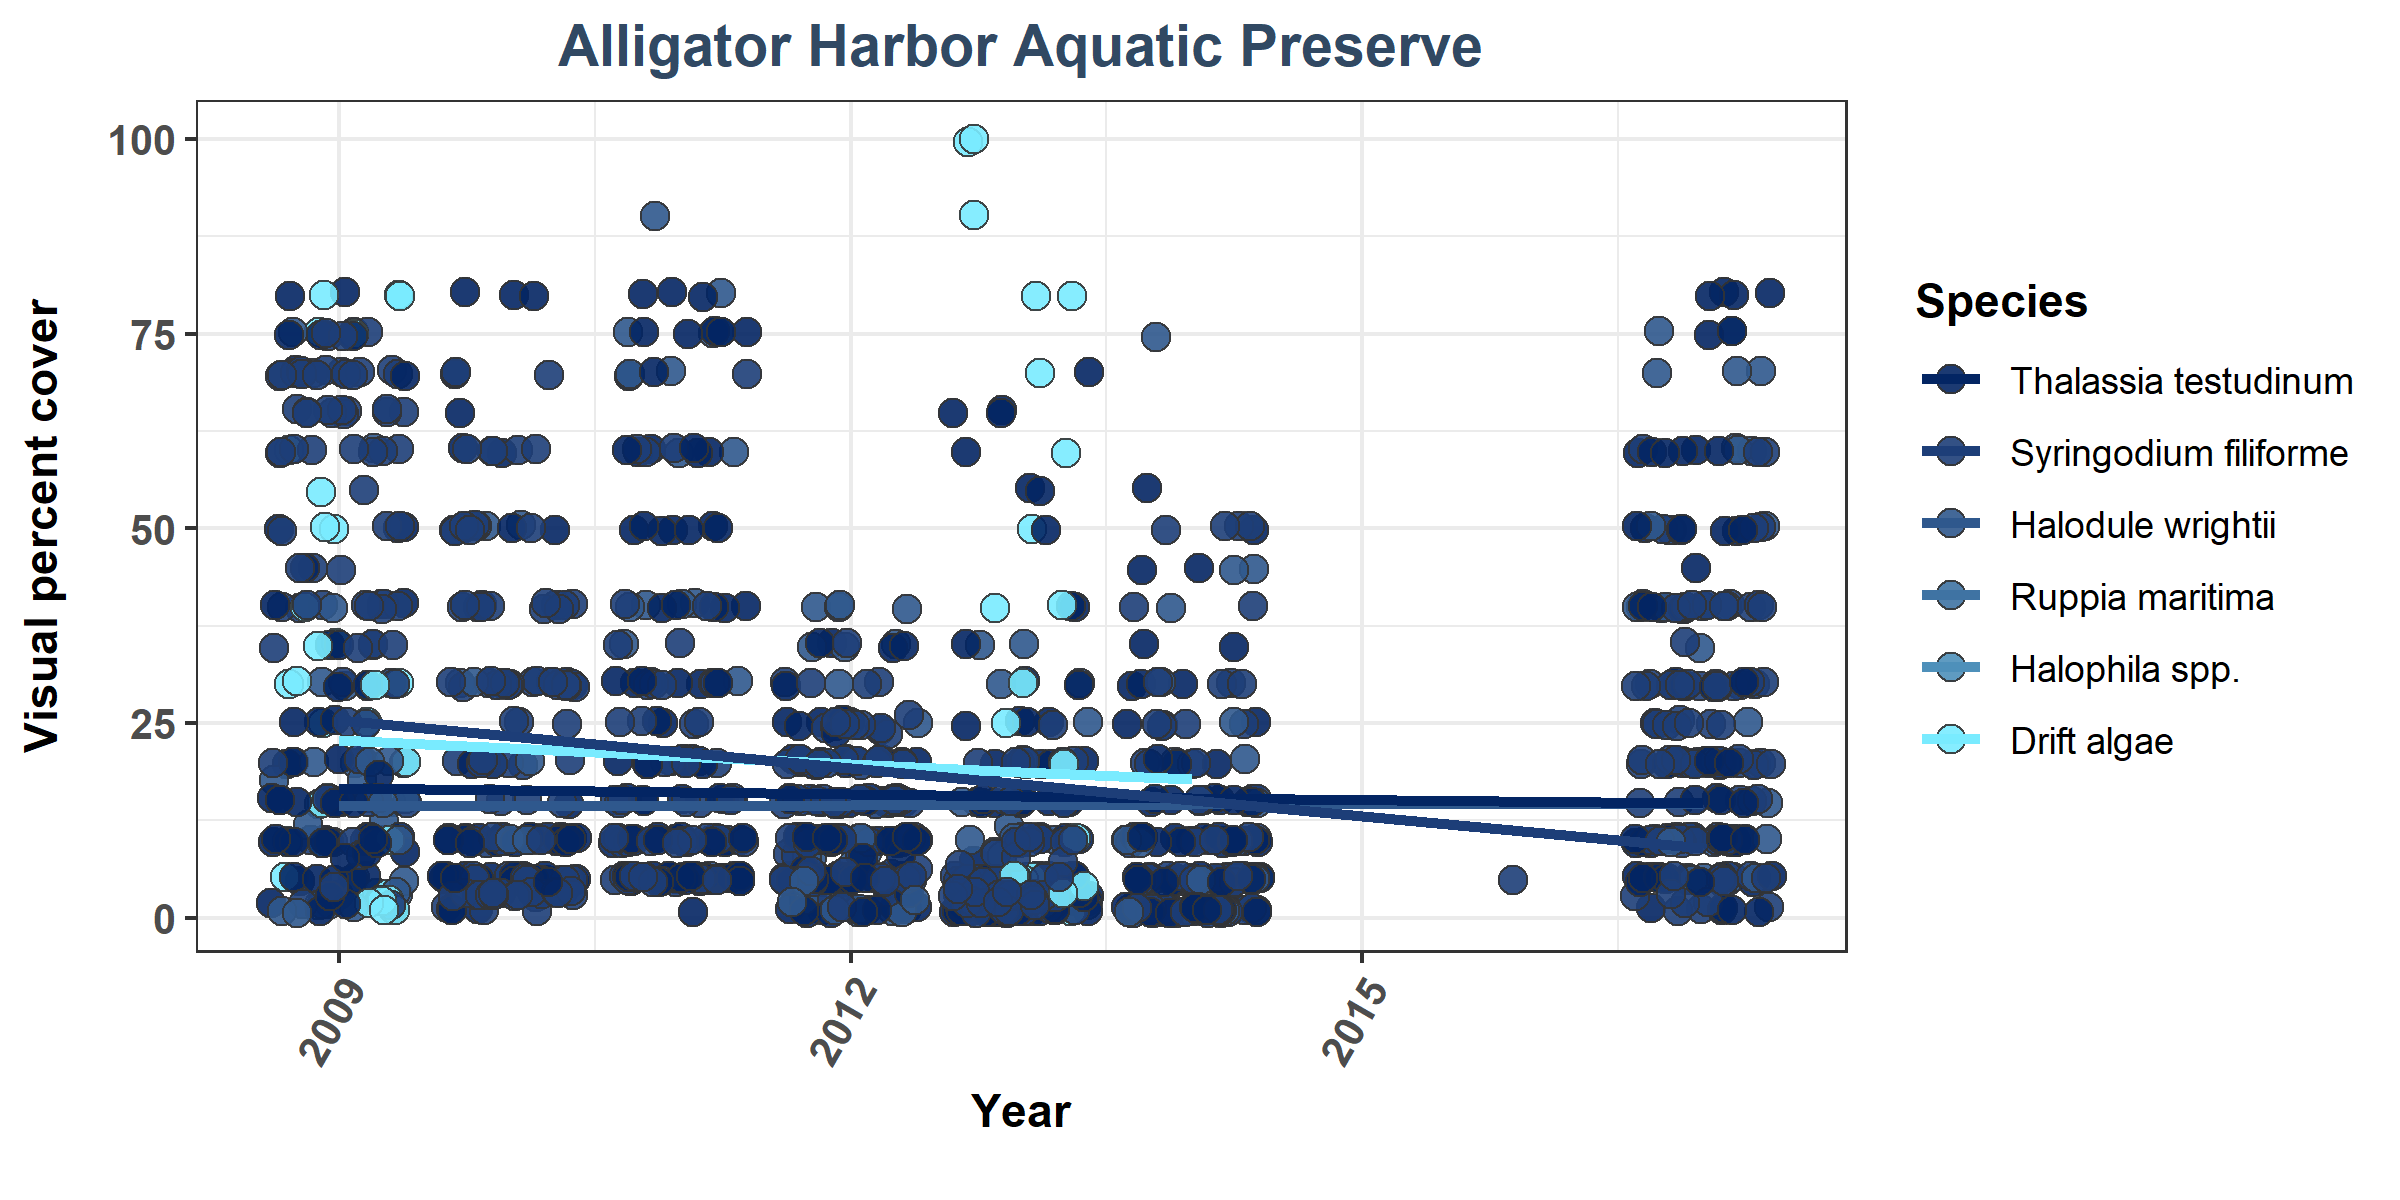 Alligator Harbor Aquatic Preserve
Visual percent cover
100
75
50
25
0
2009
2012
2015
Year
Species
Thalassia testudinum
Syringodium filiforme
Halodule wrightii
Ruppia maritima
Halophila spp.
Drift algae